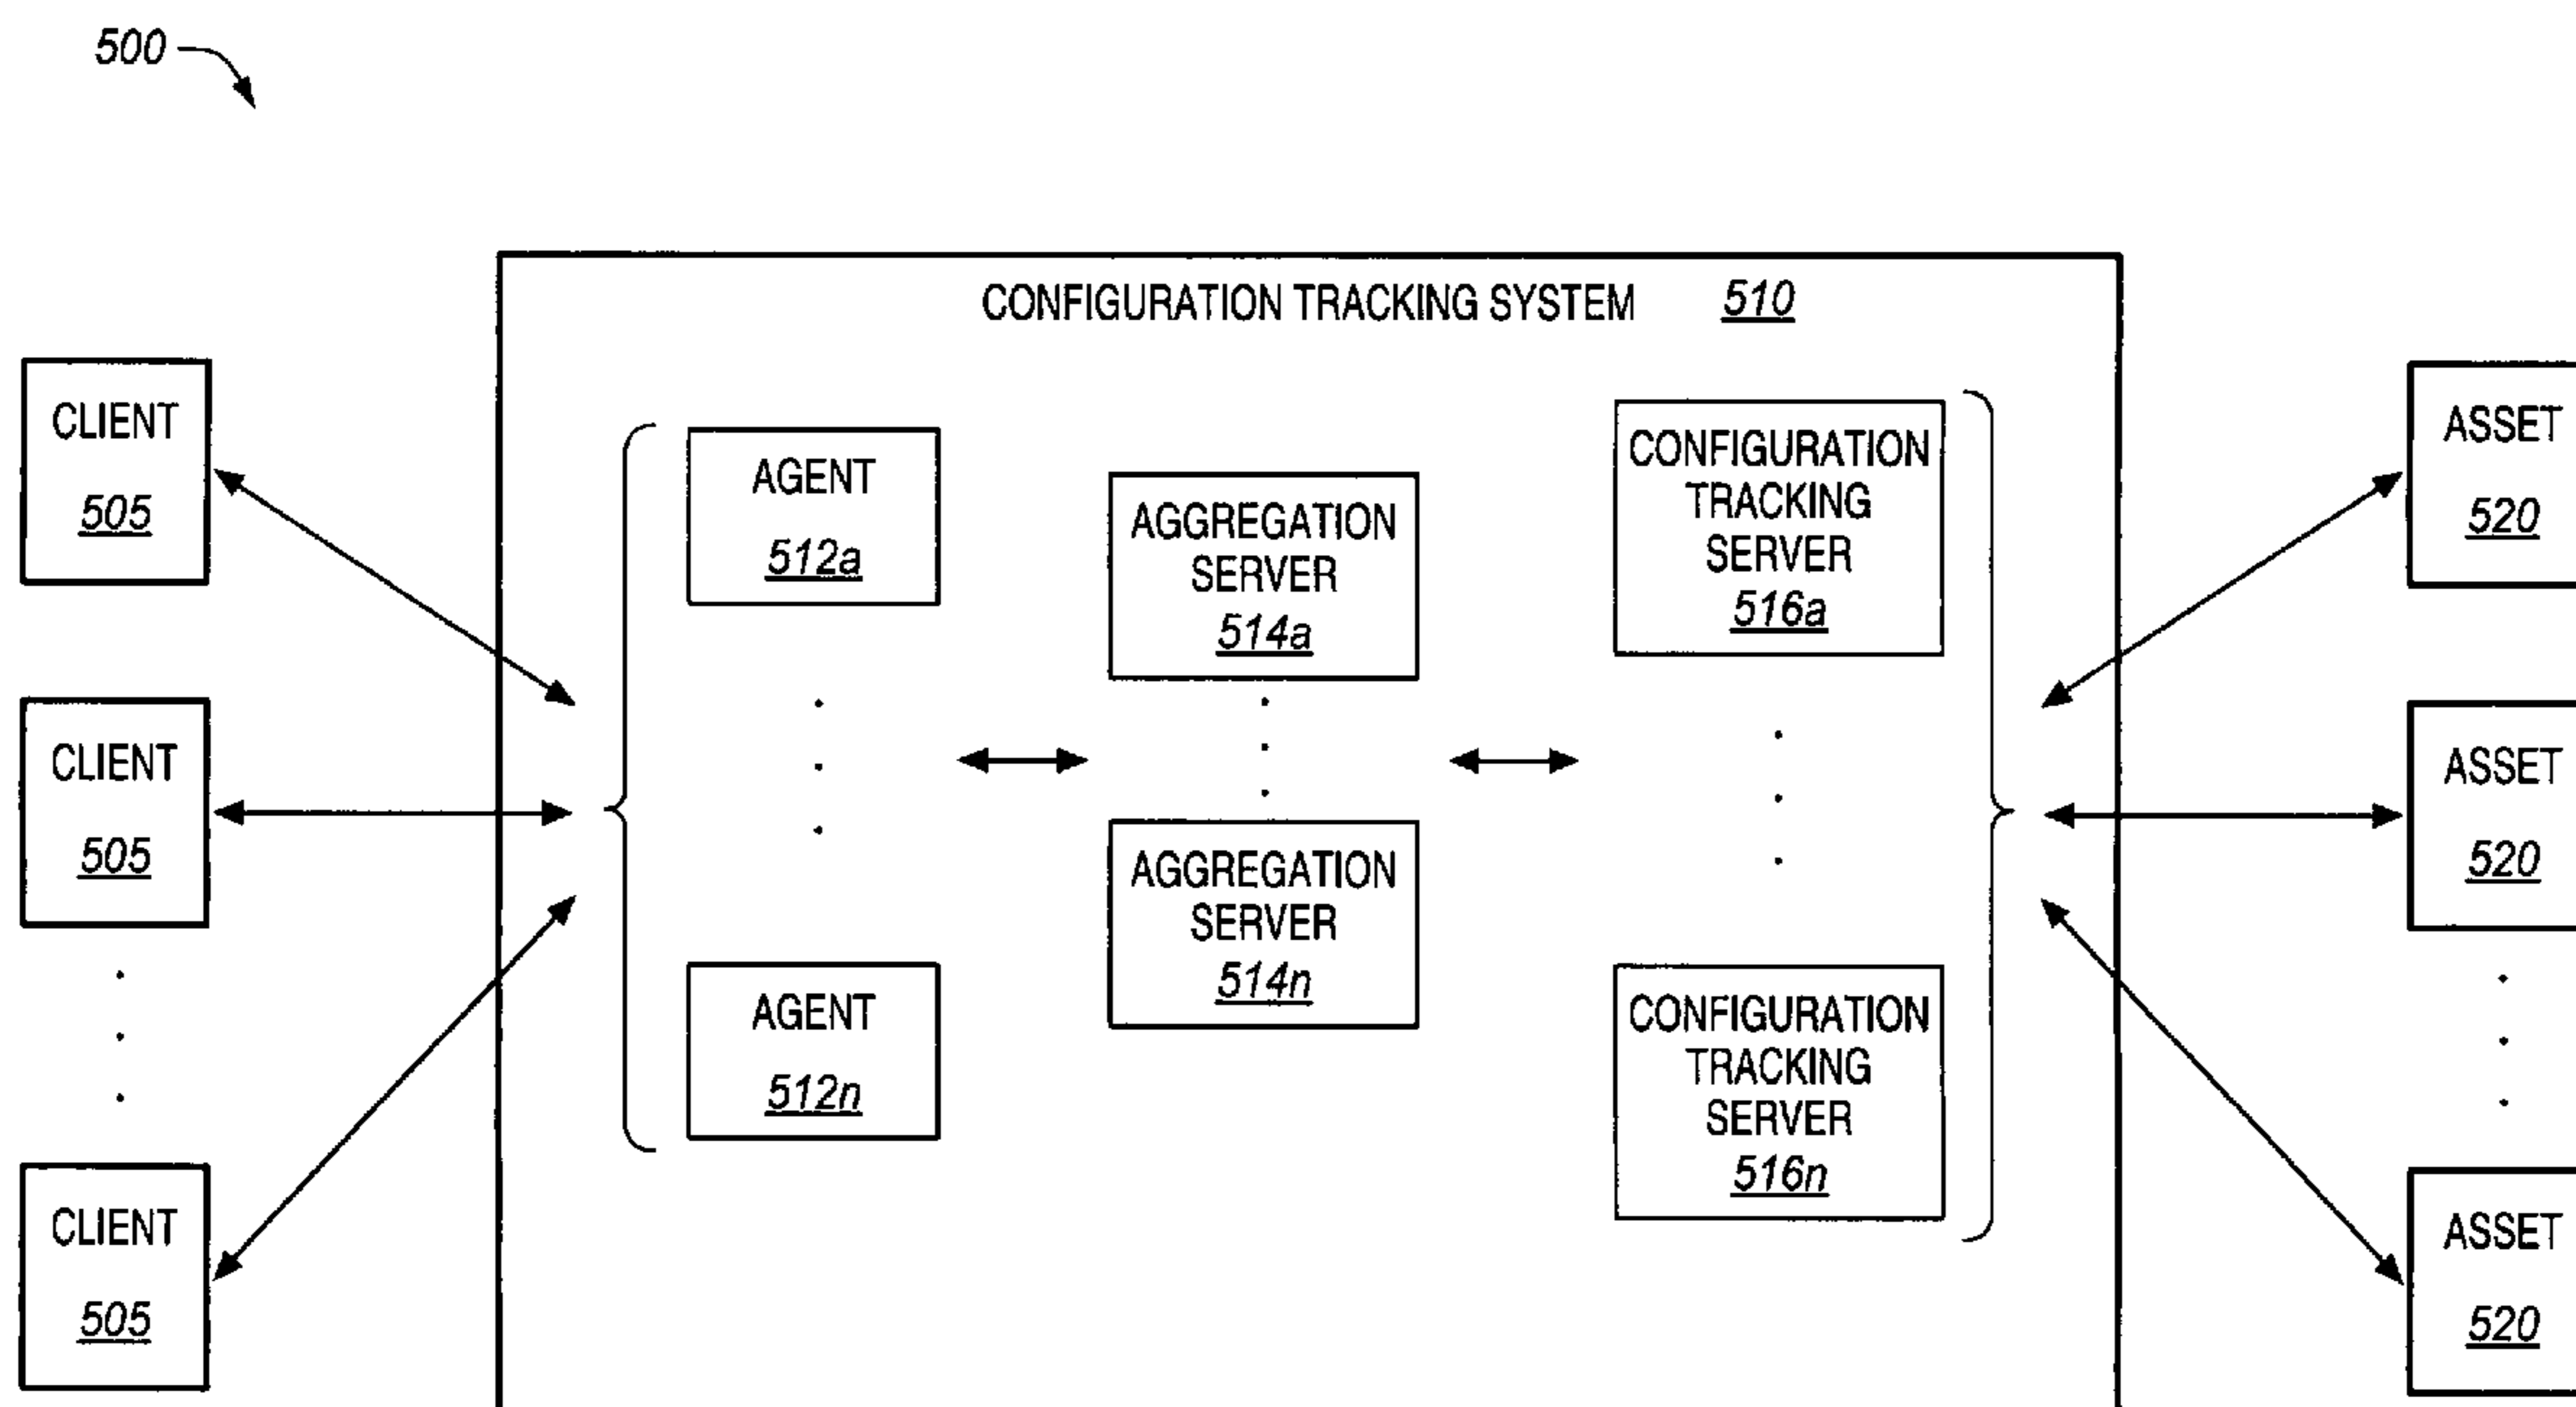 500
CONFIGURATION TRACKING SYSTEM 510
CLIENT
505
CLIENT
505
CLIENT
505
AGENT
512a
AGENT
512n
AGGREGATION
SERVER
514a
AGGREGATION
SERVER
514n
CONFIGURATION
TRACKING
SERVER
516a
CONFIGURATION
TRACKING
SERVER
516n
ASSET
520
ASSET
520
ASSET
520